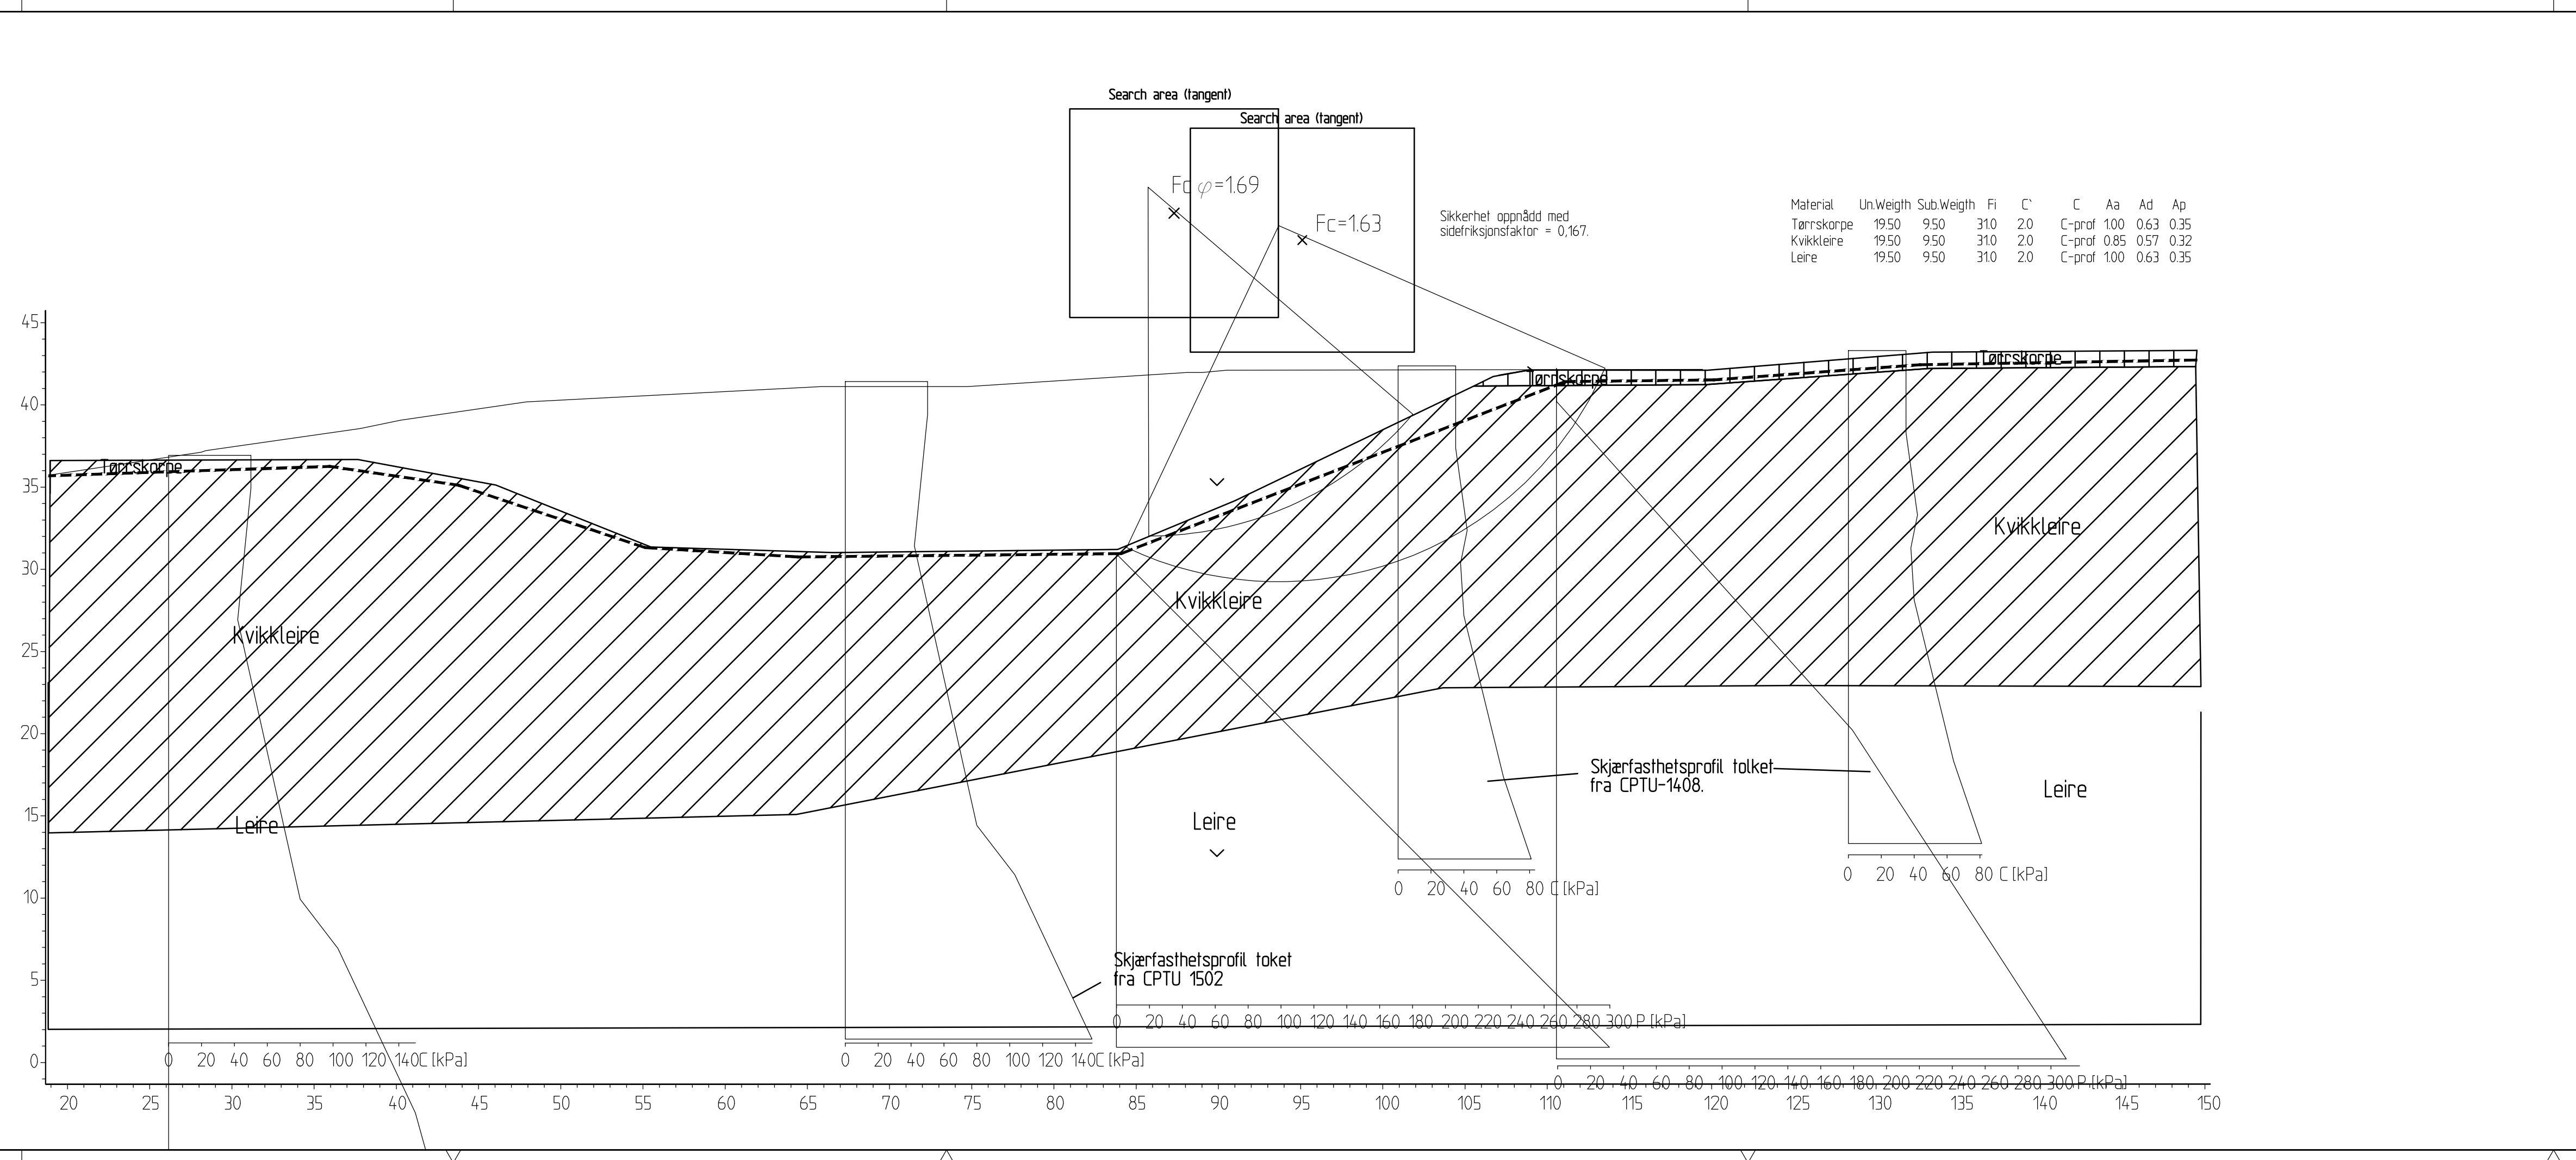 Search area (tangent)
Search area (tangent)
Fc φ=1.69
Fc=1.63
Sikkerhet oppnådd med
sidefriksjonsfaktor = 0,167.
Material Un.Weigth Sub.Weigth Fi C` C Aa Ad Ap
Tørrskorpe 19.50 9.50 31.0 2.0 C-prof 1.00 0.63 0.35
Kvikkleire 19.50 9.50 31.0 2.0 C-prof 0.85 0.57 0.32
Leire 19.50 9.50 31.0 2.0 C-prof 1.00 0.63 0.35
45
40
35
30
25
20
15
10
5
0
Tørrskorpe
Tørrskorpe
Tørrskorpe
Kvikkleire
Kvikkleire
Kvikkleire
Leire
Leire
Leire
Skjærfasthetsprofil tolket
fra CPTU-1408.
0 20 40 60 80 C [kPa]
0 20 40 60 80 C [kPa]
Skjærfasthetsprofil toket
fra CPTU 1502
0 20 40 60 80 100 120 140 160 180 200 220 240 260 280 300 P [kPa]
0 20 40 60 80 100 120 140 C [kPa]
0 20 40 60 80 100 120 140 C [kPa]
0 20 40 60 80 100 120 140 160 180 200 220 240 260 280 300 P [kPa]
20 25 30 35 40 45 50 55 60 65 70 75 80 85 90 95 100 105 110 115 120 125 130 135 140 145 150